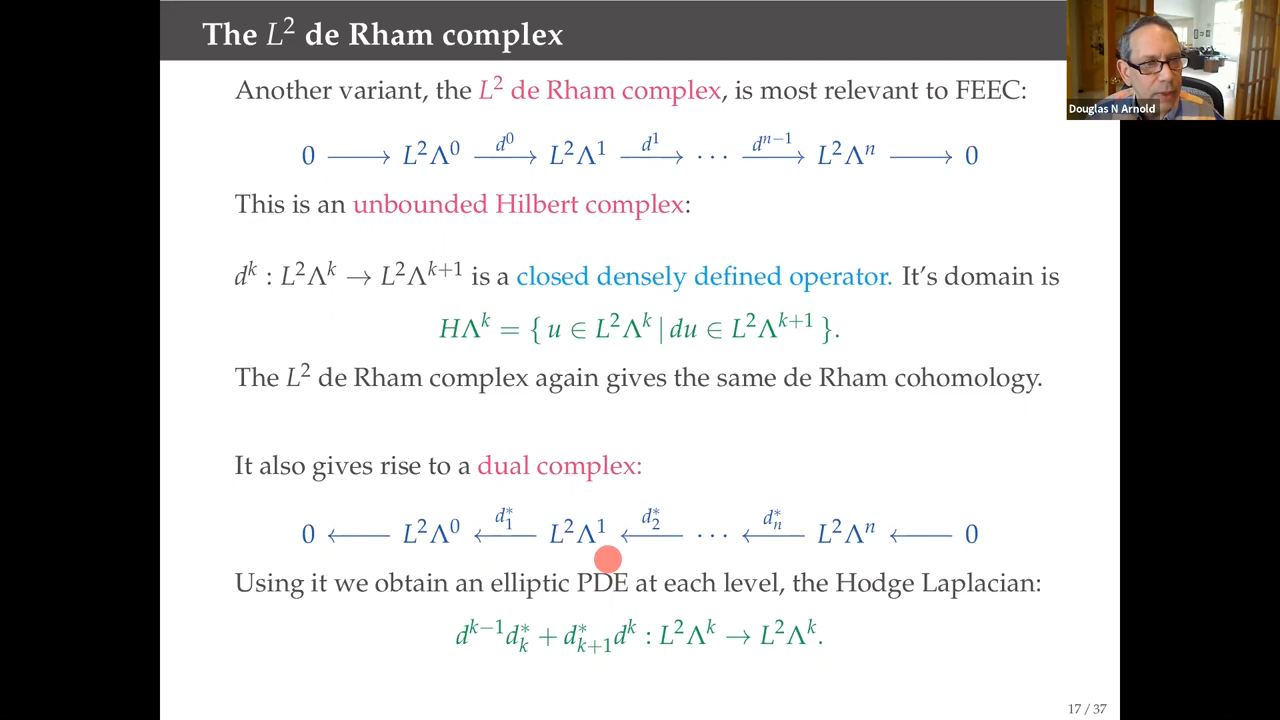 The L² de Rham complex
Douglas N Arnold
Another variant, the L² de Rham complex, is most relevant to FEEC:
0 ⟶ L²Λ⁰ —d⁰→ L²Λ¹ —d¹→ ··· —dⁿ⁻¹→ L²Λⁿ ⟶ 0
This is an unbounded Hilbert complex:
dᵏ : L²Λᵏ → L²Λᵏ⁺¹ is a closed densely defined operator. It's domain is
HΛᵏ = { u ∈ L²Λᵏ | du ∈ L²Λᵏ⁺¹ }.
The L² de Rham complex again gives the same de Rham cohomology.
It also gives rise to a dual complex:
0 ⟵ L²Λ⁰ ←d₁*— L²Λ¹ ←d₂*— ··· ←dₙ*— L²Λⁿ ⟵ 0
Using it we obtain an elliptic PDE at each level, the Hodge Laplacian:
dᵏ⁻¹dₖ* + dₖ₊₁*dᵏ : L²Λᵏ → L²Λᵏ.
17 / 37